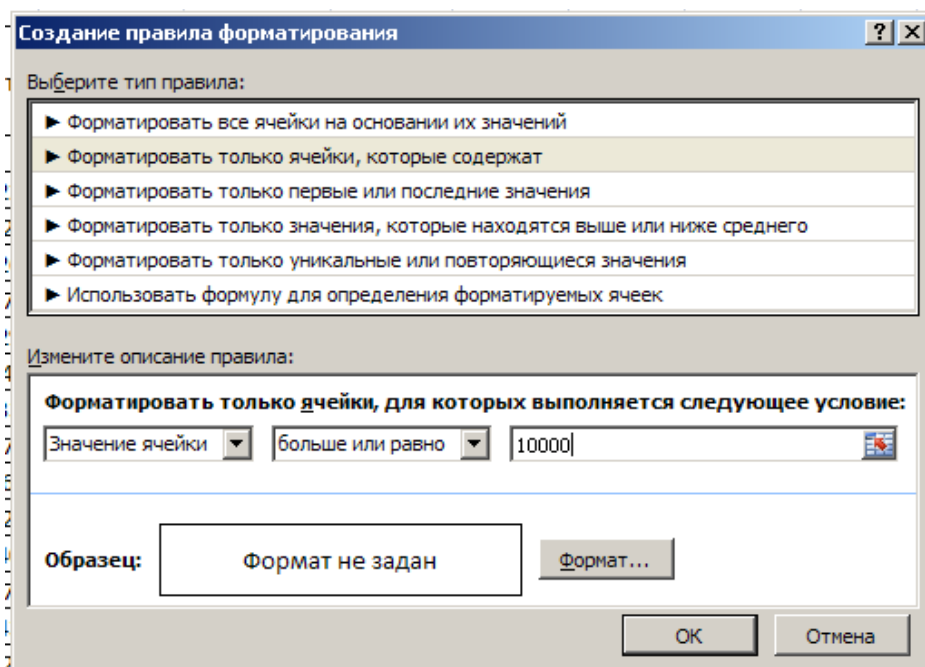 Создание правила форматирования
Выберите тип правила:
► Форматировать все ячейки на основании их значений
► Форматировать только ячейки, которые содержат
► Форматировать только первые или последние значения
► Форматировать только значения, которые находятся выше или ниже среднего
► Форматировать только уникальные или повторяющиеся значения
► Использовать формулу для определения форматируемых ячеек
Измените описание правила:
Форматировать только ячейки, для которых выполняется следующее условие:
Значение ячейки больше или равно 10000
Образец: Формат не задан Формат...
ОК Отмена